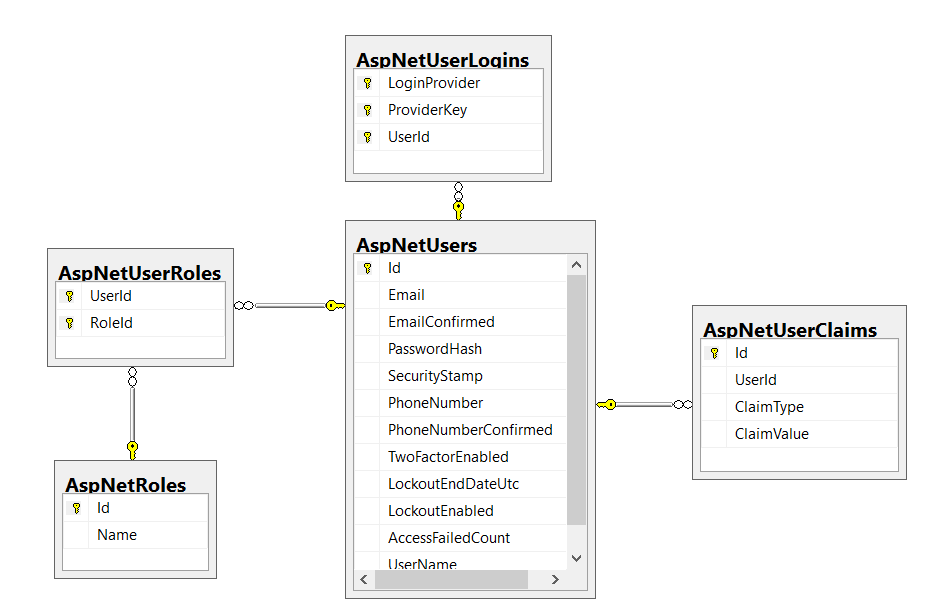 AspNetUserLogins
LoginProvider
ProviderKey
UserId
AspNetUsers
Id
Email
EmailConfirmed
PasswordHash
SecurityStamp
PhoneNumber
PhoneNumberConfirmed
TwoFactorEnabled
LockoutEndDateUtc
LockoutEnabled
AccessFailedCount
UserName
AspNetUserRoles
UserId
RoleId
AspNetRoles
Id
Name
AspNetUserClaims
Id
UserId
ClaimType
ClaimValue